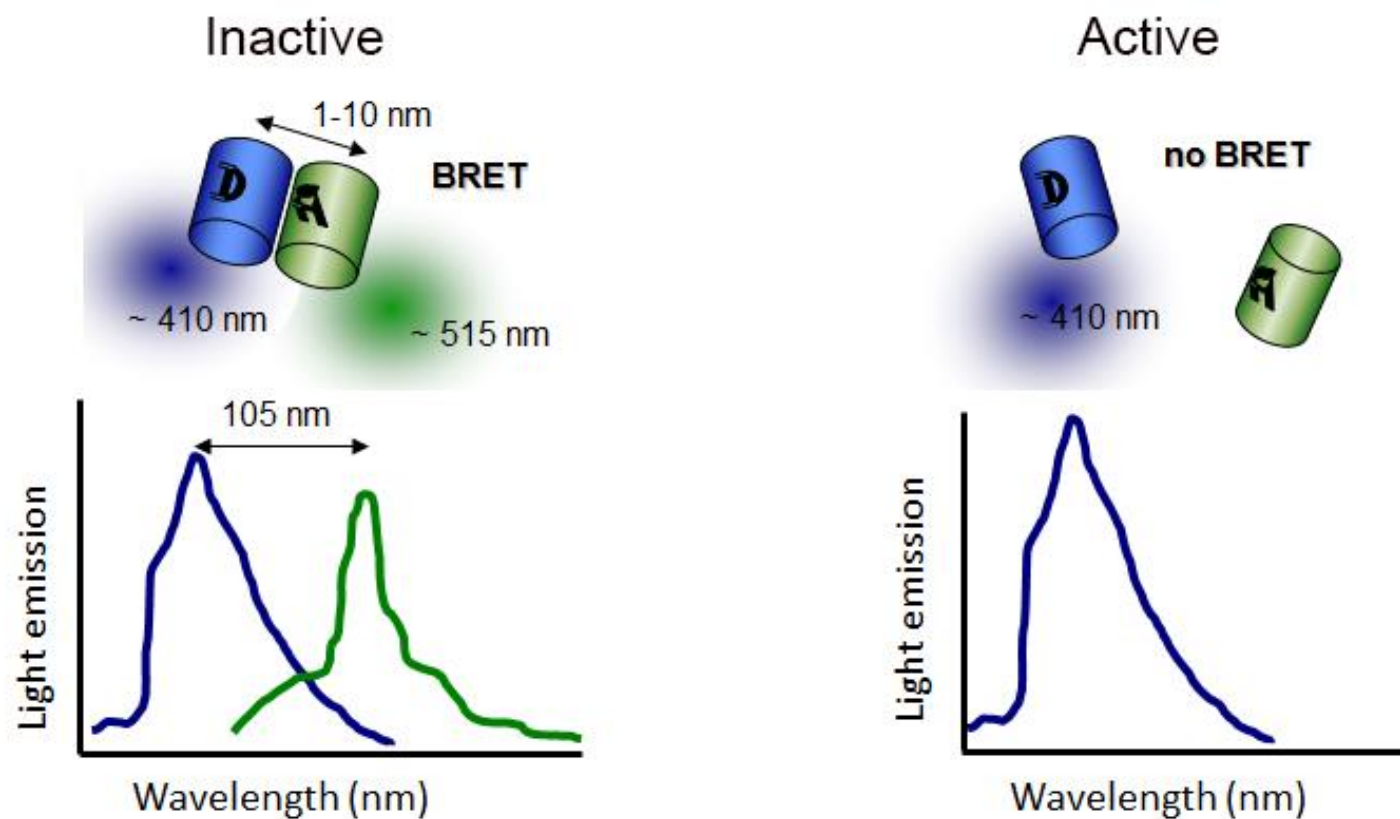 Inactive
1-10 nm
D
A
BRET
~ 410 nm
~ 515 nm
105 nm
Light emission
Wavelength (nm)
Active
D
no BRET
A
~ 410 nm
Light emission
Wavelength (nm)